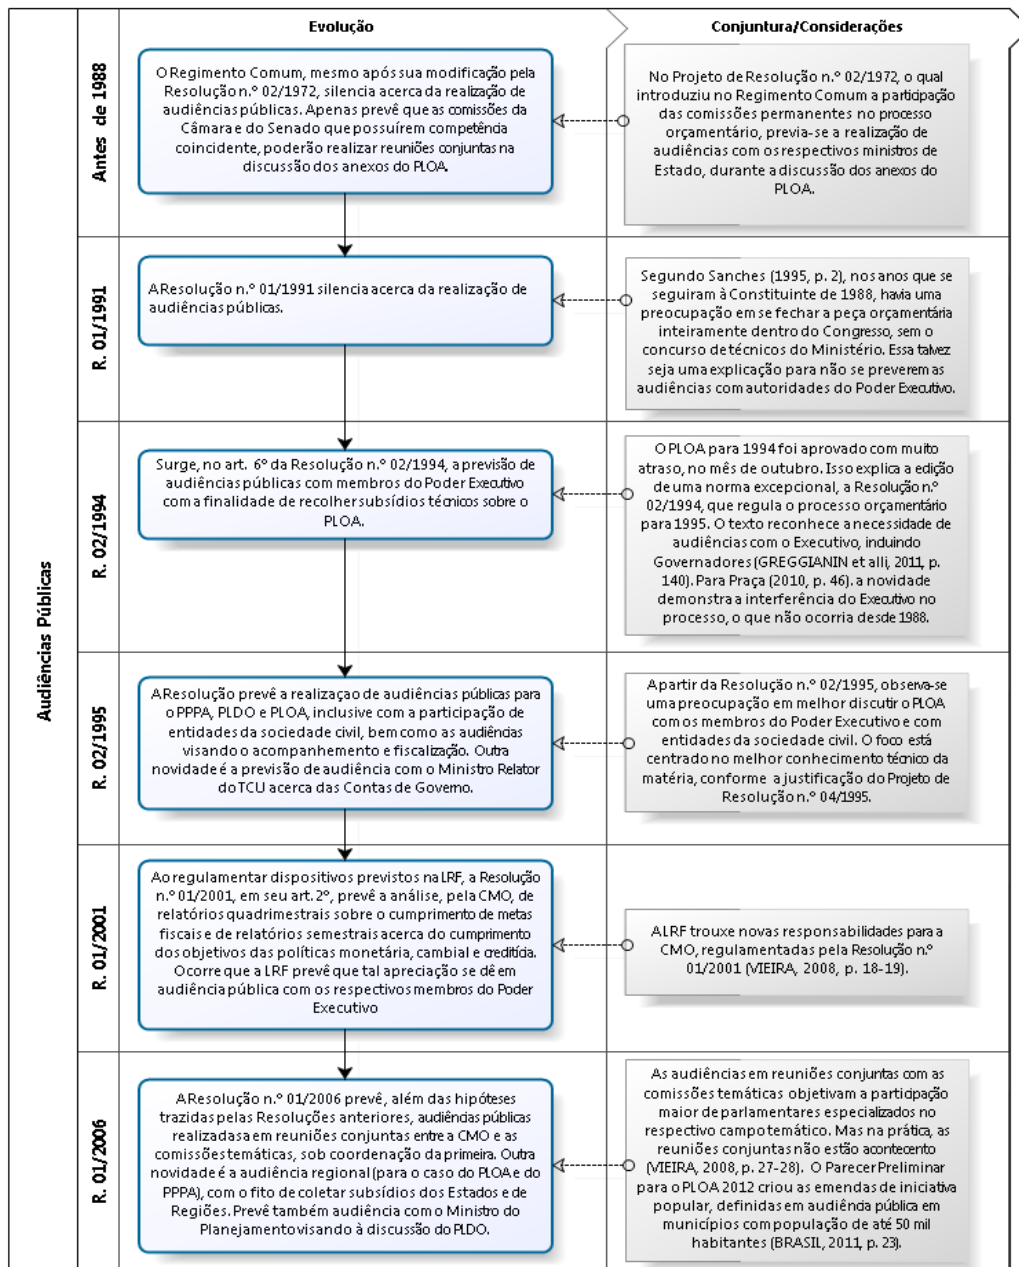 Evolução
Conjuntura/Considerações
Audiências Públicas
Antes de 1988
O Regimento Comum, mesmo após sua modificação pela
Resolução n.º 02/1972, silencia acerca da realização de
audiências públicas. Apenas prevê que as comissões da
Câmara e do Senado que possuírem competência
coincidente, poderão realizar reuniões conjuntas na
discussão dos anexos do PLOA.
No Projeto de Resolução n.º 02/1972, o qual
introduziu no Regimento Comum a participação
das comissões permanentes no processo
orçamentário, previa-se a realização de
audiências com os respectivos ministros de
Estado, durante a discussão dos anexos do
PLOA.
R. 01/1991
A Resolução n.º 01/1991 silencia acerca da realização de
audiências públicas.
Segundo Sanches (1995, p. 2), nos anos que se
seguiram à Constituinte de 1988, havia uma
preocupação em se fechar a peça orçamentária
inteiramente dentro do Congresso, sem o
concurso de técnicos do Ministério. Essa talvez
seja uma explicação para não se preverem as
audiências com autoridades do Poder Executivo.
R. 02/1994
Surge, no art. 6º da Resolução n.º 02/1994, a previsão de
audiências públicas com membros do Poder Executivo
com a finalidade de recolher subsídios técnicos sobre o
PLOA.
O PLOA para 1994 foi aprovado com muito
atraso, no mês de outubro. Isso explica a edição
de uma norma excepcional, a Resolução n.º
02/1994, que regula o processo orçamentário
para 1995. O texto reconhece a necessidade de
audiências com o Executivo, incluindo
Governadores (GREGGIANIN et alli, 2011, p.
140). Para Praça (2010, p. 46). a novidade
demonstra a interferência do Executivo no
processo, o que não ocorria desde 1988.
R. 02/1995
A Resolução prevê a realizaçao de audiências públicas para
o PPPA, PLDO e PLOA, inclusive com a participação de
entidades da sociedade civil, bem como as audiências
visando o acompanhemento e fiscalização. Outra
novidade é a previsão de audiência com o Ministro Relator
do TCU acerca das Contas de Governo.
A partir da Resolução n.º 02/1995, observa-se
uma preocupação em melhor discutir o PLOA
com os membros do Poder Executivo e com
entidades da sociedade civil. O foco está
centrado no melhor conhecimento técnico da
matéria, conforme a justificação do Projeto de
Resolução n.º 04/1995.
R. 01/2001
Ao regulamentar dispositivos previstos na LRF, a Resolução
n.º 01/2001, em seu art. 2º, prevê a análise, pela CMO, de
relatórios quadrimestrais sobre o cumprimento de metas
fiscais e de relatórios semestrais acerca do cumprimento
dos objetivos das políticas monetária, cambial e creditícia.
Ocorre que a LRF prevê que tal apreciação se dê em
audiência pública com os respectivos membros do Poder
Executivo
A LRF trouxe novas responsabilidades para a
CMO, regulamentadas pela Resolução n.º
01/2001 (VIEIRA, 2008, p. 18-19).
R. 01/2006
A Resolução n.º 01/2006 prevê, além das hipóteses
trazidas pelas Resoluções anteriores, audiências públicas
realizadasa em reuniões conjuntas entre a CMO e as
comissões temáticas, sob coordenação da primeira. Outra
novidade é a audiência regional (para o caso do PLOA e do
PPPA), com o fito de coletar subsídios dos Estados e de
Regiões. Prevê também audiência com o Ministro do
Planejamento visando à discussão do PLDO.
As audiências em reuniões conjuntas com as
comissões temáticas objetivam a participação
maior de parlamentares especializados no
respectivo campo temático. Mas na prática, as
reuniões conjuntas não estão acontecento
(VIEIRA, 2008, p. 27-28). O Parecer Preliminar
para o PLOA 2012 criou as emendas de iniciativa
popular, definidas em audiência pública em
municípios com população de até 50 mil
habitantes (BRASIL, 2011, p. 23).